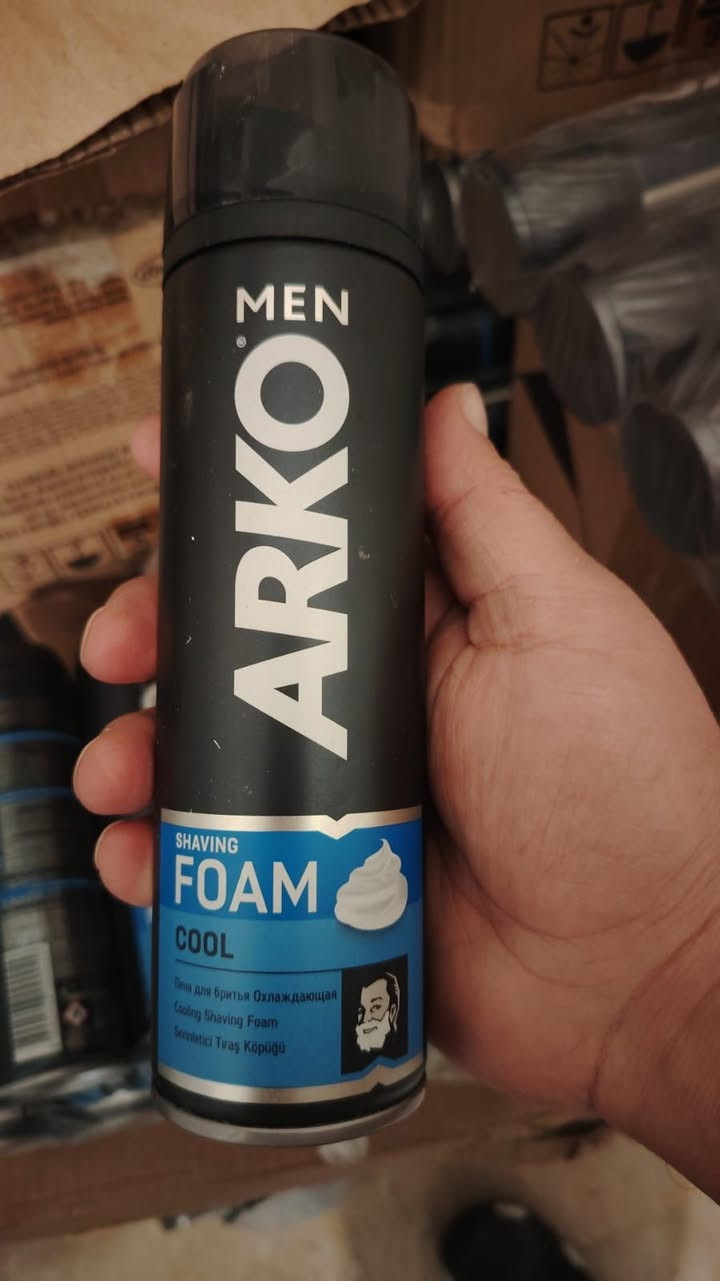 MEN
ARKO
®
SHAVING
FOAM
COOL
Пена для бритья Охлаждающая
Cooling Shaving Foam
Serinletici Tıraş Köpüğü